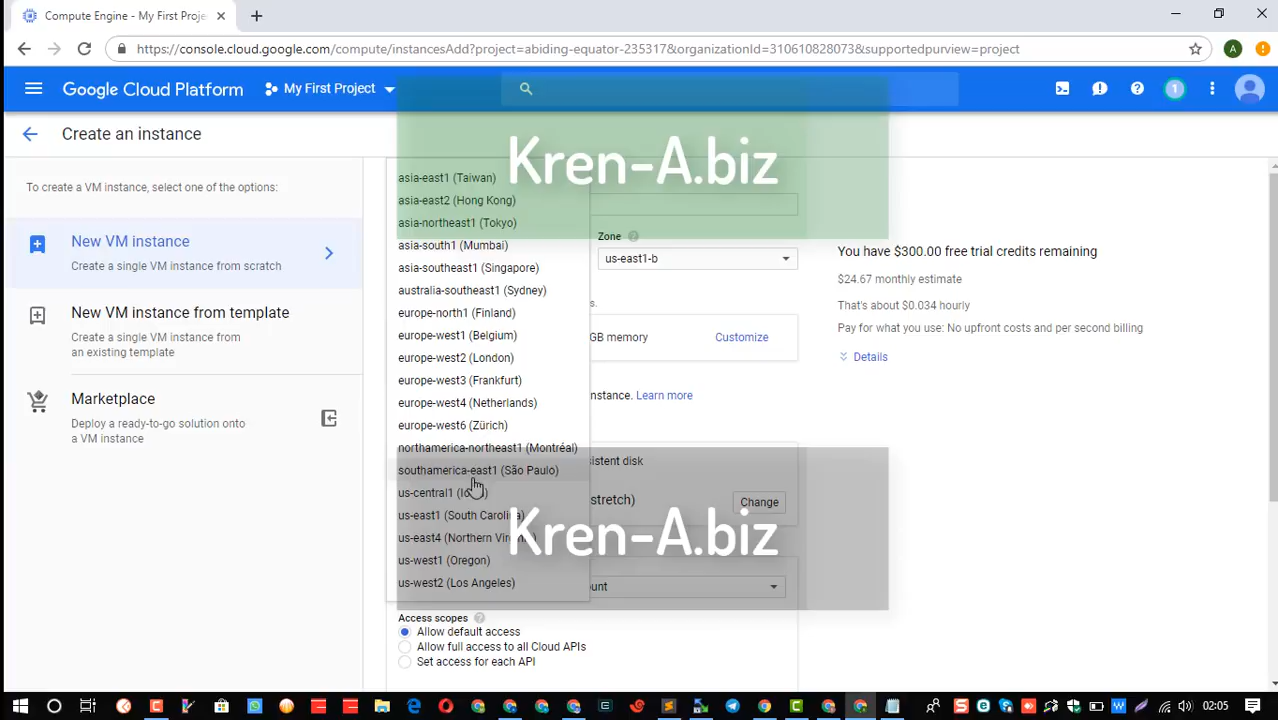 Compute Engine - My First Proje
https://console.cloud.google.com/compute/instancesAdd?project=abiding-equator-235317&organizationId=310610828073&supportedpurview=project
A
Google Cloud Platform
My First Project
1
Create an instance
Kren-A.biz
To create a VM instance, select one of the options:
New VM instance
Create a single VM instance from scratch
New VM instance from template
Create a single VM instance from
an existing template
Marketplace
Deploy a ready-to-go solution onto
a VM instance
asia-east1 (Taiwan)
asia-east2 (Hong Kong)
asia-northeast1 (Tokyo)
asia-south1 (Mumbai)
asia-southeast1 (Singapore)
australia-southeast1 (Sydney)
europe-north1 (Finland)
europe-west1 (Belgium)
europe-west2 (London)
europe-west3 (Frankfurt)
europe-west4 (Netherlands)
europe-west6 (Zürich)
northamerica-northeast1 (Montréal)
southamerica-east1 (São Paulo)
us-central1
us-east1 (South Carolina)
us-east4 (Northern
us-west1 (Oregon)
us-west2 (Los Angeles)
Zone
us-east1-b
s.
GB memory
Customize
nstance. Learn more
sistent disk
stretch)
Change
Kren-A.biz
ount
Access scopes
Allow default access
Allow full access to all Cloud APIs
Set access for each API
You have $300.00 free trial credits remaining
$24.67 monthly estimate
That's about $0.034 hourly
Pay for what you use: No upfront costs and per second billing
Details
02:05